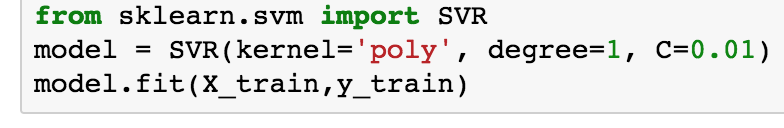 from sklearn.svm import SVR
model = SVR(kernel='poly', degree=1, C=0.01)
model.fit(X_train,y_train)